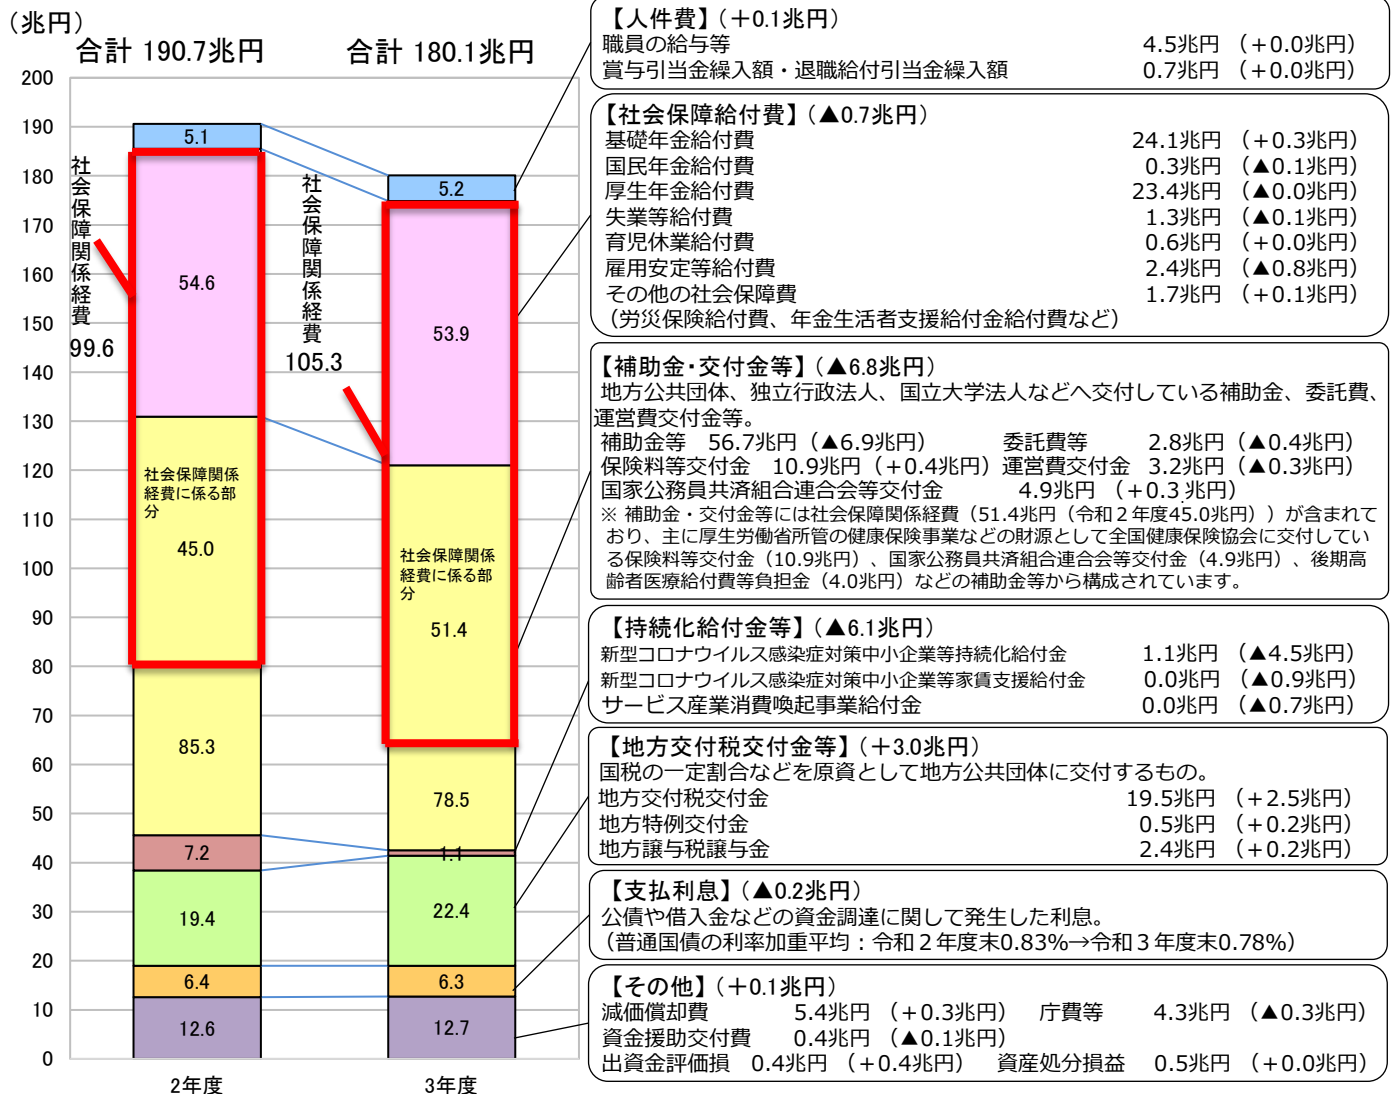 （兆円）
合計 190.7兆円
合計 180.1兆円
200
190
180
170
160
150
140
130
120
110
100
90
80
70
60
50
40
30
20
10
0
社会保障関係経費
99.6
5.1
54.6
社会保障関係
経費に係る部
分
45.0
85.3
7.2
19.4
6.4
12.6
2年度
社会保障関係経費
105.3
5.2
53.9
社会保障関係
経費に係る部
分
51.4
78.5
1.1
22.4
6.3
12.7
3年度
【人件費】（＋0.1兆円）
職員の給与等 4.5兆円 （＋0.0兆円）
賞与引当金繰入額・退職給付引当金繰入額 0.7兆円 （＋0.0兆円）
【社会保障給付費】（▲0.7兆円）
基礎年金給付費 24.1兆円 （＋0.3兆円）
国民年金給付費 0.3兆円 （▲0.1兆円）
厚生年金給付費 23.4兆円 （▲0.0兆円）
失業等給付費 1.3兆円 （▲0.1兆円）
育児休業給付費 0.6兆円 （＋0.0兆円）
雇用安定等給付費 2.4兆円 （▲0.8兆円）
その他の社会保障費 1.7兆円 （＋0.1兆円）
（労災保険給付費、年金生活者支援給付金給付費など）
【補助金･交付金等】（▲6.8兆円）
地方公共団体、独立行政法人、国立大学法人などへ交付している補助金、委託費、
運営費交付金等。
補助金等 56.7兆円（▲6.9兆円） 委託費等 2.8兆円（▲0.4兆円）
保険料等交付金 10.9兆円（＋0.4兆円）運営費交付金 3.2兆円（▲0.3兆円）
国家公務員共済組合連合会等交付金 4.9兆円 （＋0.3 兆円）
※ 補助金・交付金等には社会保障関係経費（51.4兆円（令和２年度45.0兆円））が含まれて
おり、主に厚生労働省所管の健康保険事業などの財源として全国健康保険協会に交付してい
る保険料等交付金（10.9兆円）、国家公務員共済組合連合会等交付金（4.9兆円）、後期高
齢者医療給付費等負担金（4.0兆円）などの補助金等から構成されています。
【持続化給付金等】（▲6.1兆円）
新型コロナウイルス感染症対策中小企業等持続化給付金 1.1兆円 （▲4.5兆円）
新型コロナウイルス感染症対策中小企業等家賃支援給付金 0.0兆円 （▲0.9兆円）
サービス産業消費喚起事業給付金 0.0兆円 （▲0.7兆円）
【地方交付税交付金等】（＋3.0兆円）
国税の一定割合などを原資として地方公共団体に交付するもの。
地方交付税交付金 19.5兆円 （＋2.5兆円）
地方特例交付金 0.5兆円 （＋0.2兆円）
地方譲与税譲与金 2.4兆円 （＋0.2兆円）
【支払利息】（▲0.2兆円）
公債や借入金などの資金調達に関して発生した利息。
（普通国債の利率加重平均：令和２年度末0.83%→令和３年度末0.78%）
【その他】（＋0.1兆円）
減価償却費 5.4兆円 （＋0.3兆円） 庁費等 4.3兆円 （▲0.3兆円）
資金援助交付費 0.4兆円 （▲0.1兆円）
出資金評価損 0.4兆円 （＋0.4兆円） 資産処分損益 0.5兆円 （＋0.0兆円）